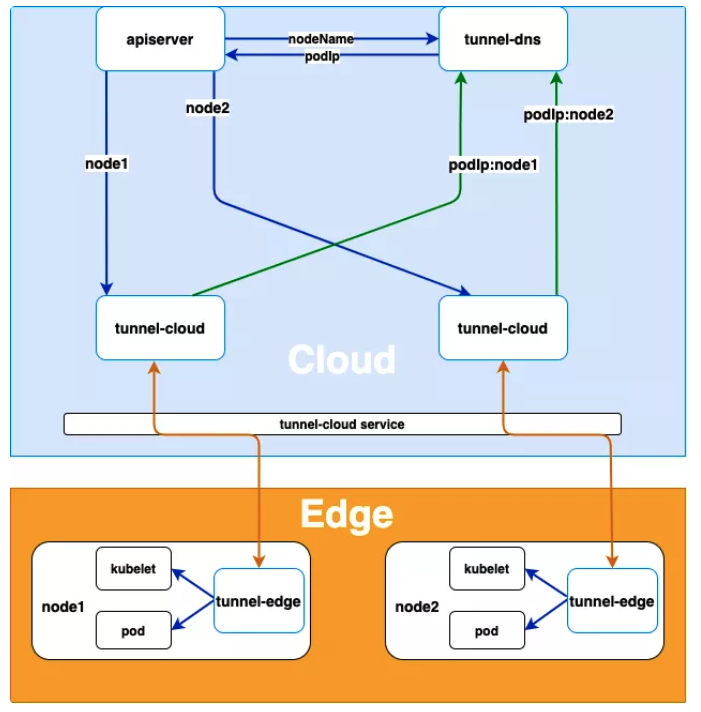 apiserver
nodeName
tunnel-dns
podIp
node2
podIp:node2
node1
podIp:node1
tunnel-cloud
tunnel-cloud
Cloud
tunnel-cloud service
Edge
kubelet
tunnel-edge
node1
pod
kubelet
tunnel-edge
node2
pod